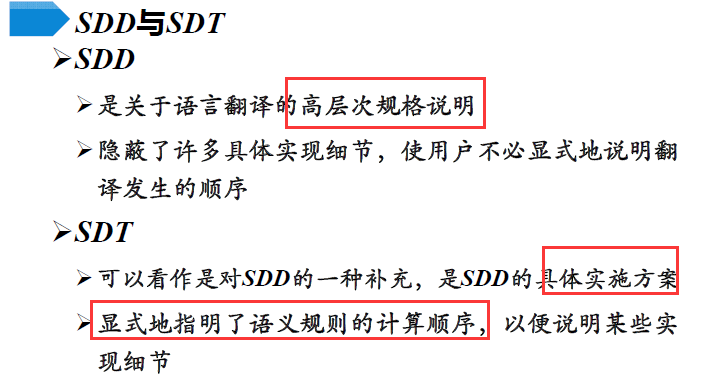 SDD与SDT
➢SDD
➢是关于语言翻译的高层次规格说明
➢隐蔽了许多具体实现细节，使用户不必显式地说明翻
译发生的顺序
➢SDT
➢可以看作是对SDD的一种补充，是SDD的具体实施方案
➢显式地指明了语义规则的计算顺序，以便说明某些实
现细节